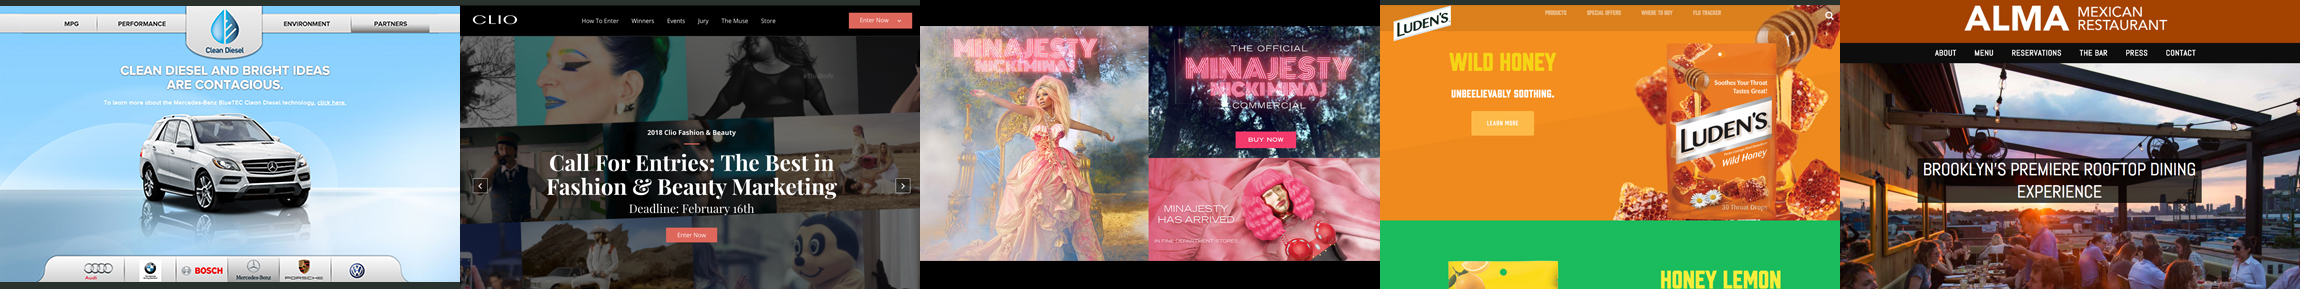 MPG
PERFORMANCE
Clean Diesel
ENVIRONMENT
PARTNERS
CLEAN DIESEL AND BRIGHT IDEAS
ARE CONTAGIOUS.
To learn more about the Mercedes-Benz BlueTEC Clean Diesel technology, click here.
Audi
BOSCH
Mercedes-Benz
PORSCHE
CLIO
How To Enter
Winners
Events
Jury
The Muse
Store
Enter Now
2018 Clio Fashion & Beauty
Call For Entries: The Best in
Fashion & Beauty Marketing
Deadline: February 16th
Enter Now
MINAJESTY
NICKI MINAJ
THE OFFICIAL
MINAJESTY
NICKI MINAJ
COMMERCIAL
BUY NOW
MINAJESTY
HAS ARRIVED
IN FINE DEPARTMENT STORES
LUDEN'S
PRODUCTS
SPECIAL OFFERS
WHERE TO BUY
FLU TRACKER
WILD HONEY
UNBEELIEVABLY SOOTHING.
LEARN MORE
Soothes Your Throat
Tastes Great!
LUDEN'S
Wild Honey
30 Throat Drops
HONEY LEMON
ALMA
MEXICAN
RESTAURANT
ABOUT
MENU
RESERVATIONS
THE BAR
PRESS
CONTACT
BROOKLYN'S PREMIERE ROOFTOP DINING
EXPERIENCE